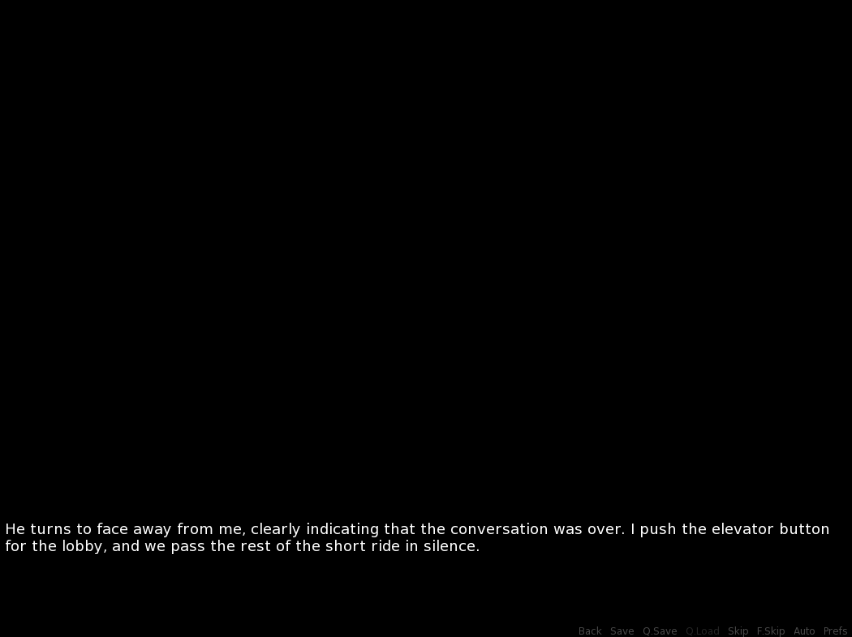 He turns to face away from me, clearly indicating that the conversation was over. I push the elevator button
for the lobby, and we pass the rest of the short ride in silence.
Back Save Q.Save Q.Load Skip F.Skip Auto Prefs